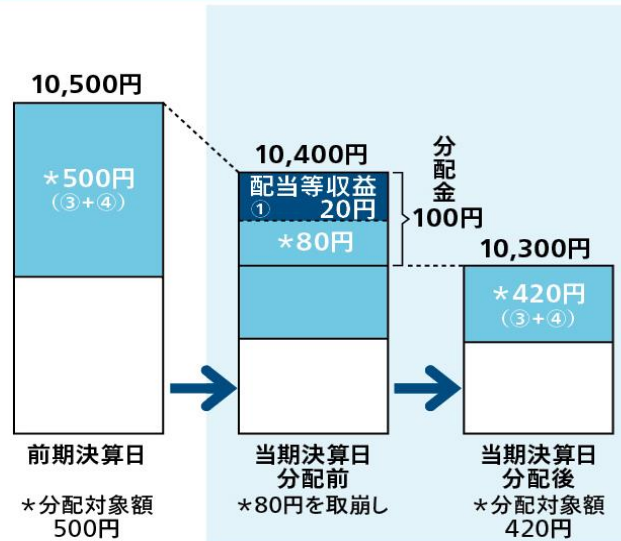 10,500円
*500円
(③+④)
10,400円
配当等収益
① 20円
*80円
分配金
100円
10,300円
*420円
(③+④)
前期決算日
*分配対象額
500円
当期決算日
分配前
*80円を取崩し
当期決算日
分配後
*分配対象額
420円